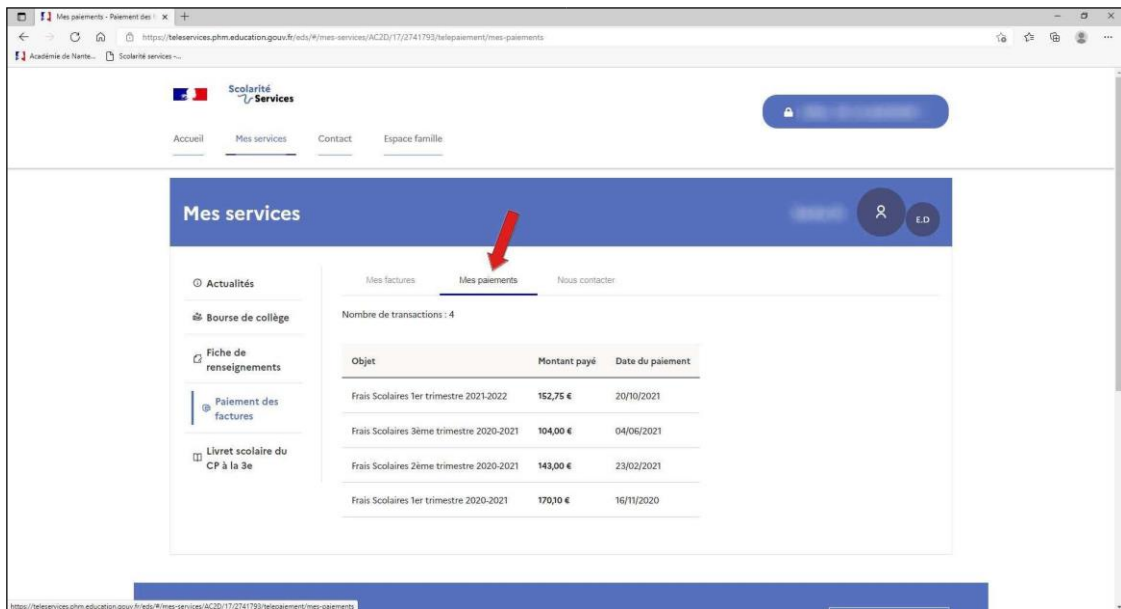 Mes paiements - Paiement des f
https://teleservices.phm.education.gouv.fr/eds/#/mes-services/AC2D/17/2741793/telepaiement/mes-paiements
Académie de Nante... Scolarité services –...
Scolarité
Services
Accueil Mes services Contact Espace famille
Mes services
E.D
Actualités
Bourse de collège
Fiche de
renseignements
Paiement des
factures
Livret scolaire du
CP à la 3e
Mes factures Mes paiements Nous contacter
Nombre de transactions : 4
Objet Montant payé Date du paiement
Frais Scolaires 1er trimestre 2021-2022 152,75 € 20/10/2021
Frais Scolaires 3ème trimestre 2020-2021 104,00 € 04/06/2021
Frais Scolaires 2ème trimestre 2020-2021 143,00 € 23/02/2021
Frais Scolaires 1er trimestre 2020-2021 170,10 € 16/11/2020
https://teleservices.phm.education.gouv.fr/eds/#/mes-services/AC2D/17/2741793/telepaiement/mes-paiements